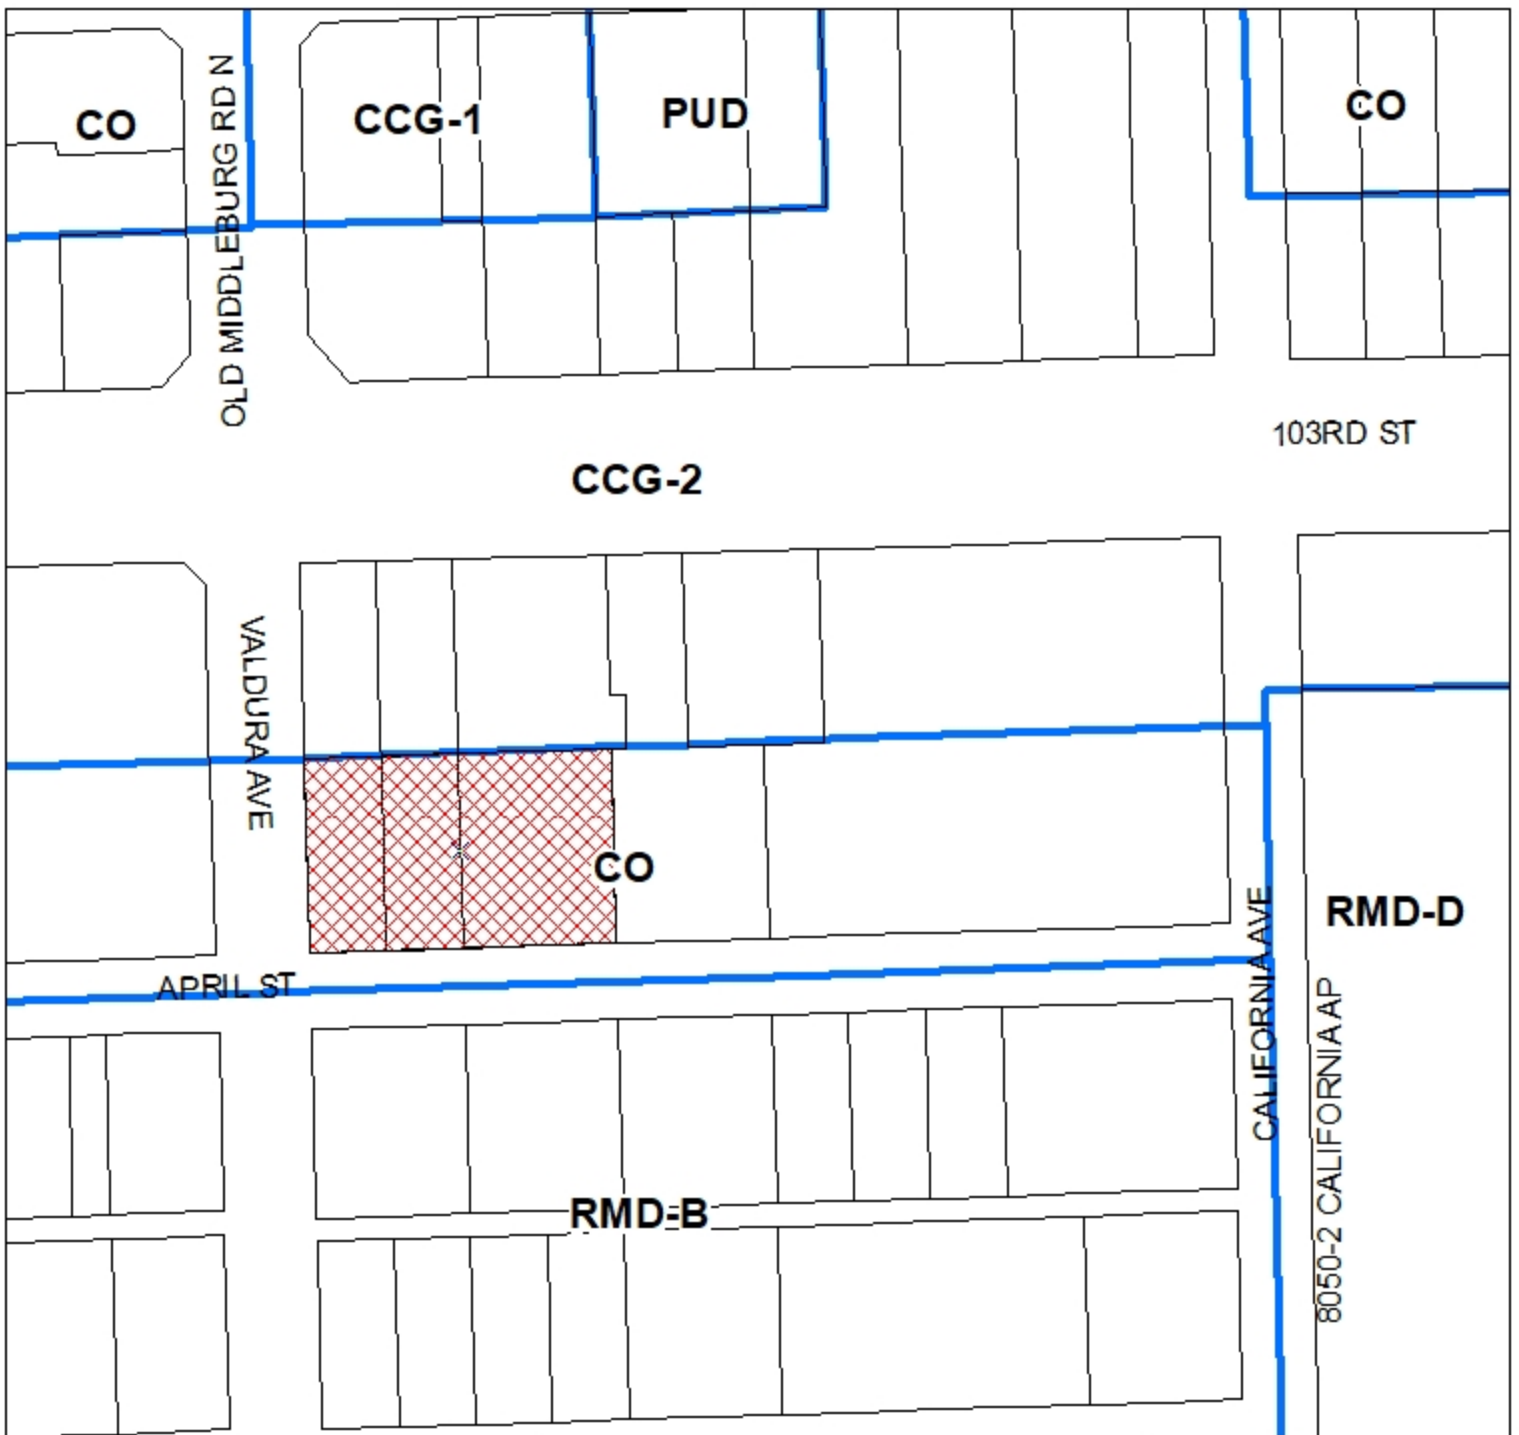 CO
OLD MIDDLEBURG RD N
CCG-1
PUD
CO
103RD ST
CCG-2
VALDURA AVE
CO
RMD-D
CALIFORNIA AVE
APRIL ST
8050-2 CALIFORNIA AP
RMD-B